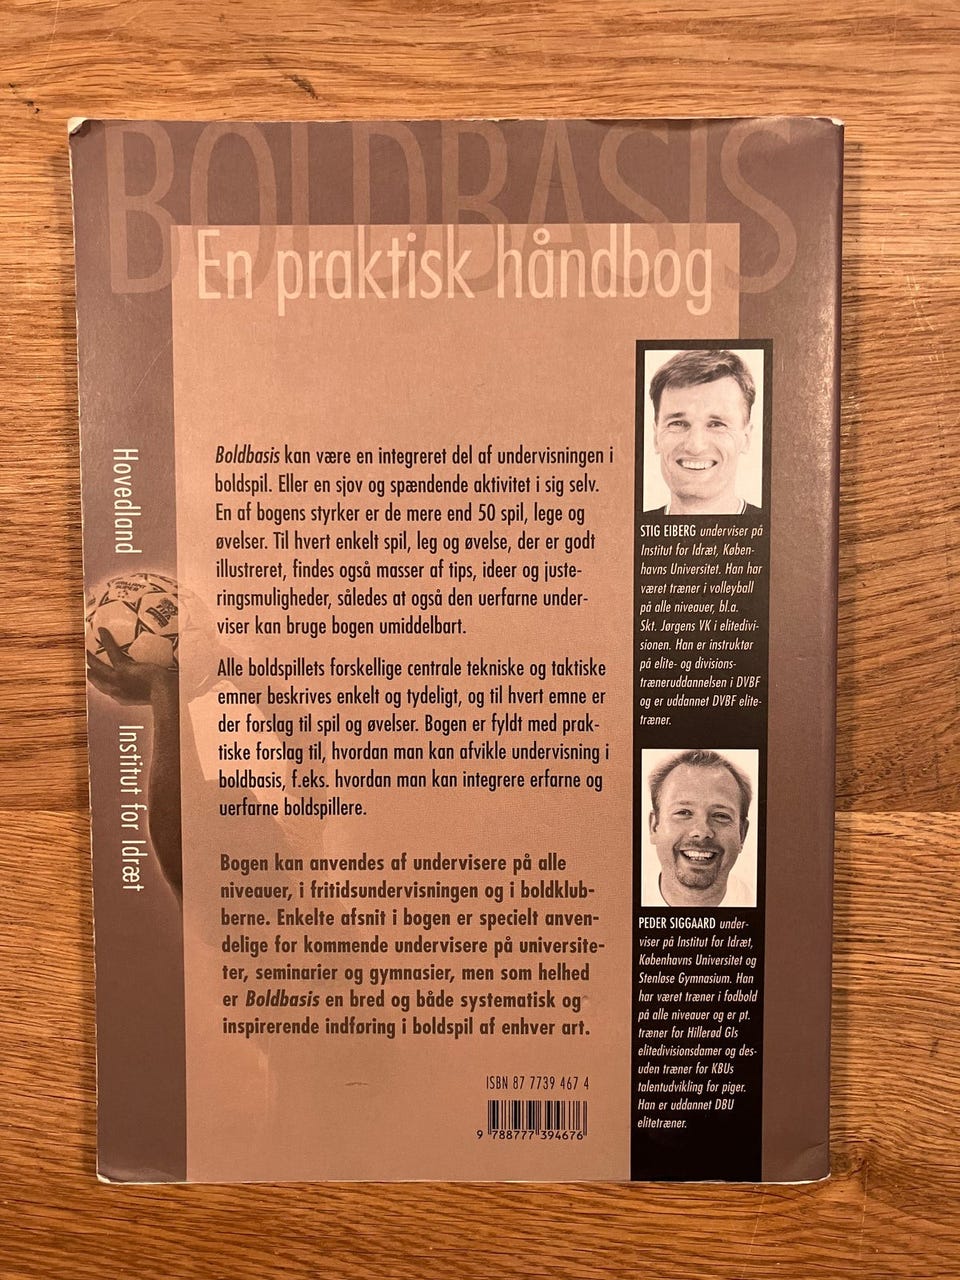 BOLDBASIS
En praktisk håndbog
Boldbasis kan være en integreret del af undervisningen i
boldspil. Eller en sjov og spændende aktivitet i sig selv.
En af bogens styrker er de mere end 50 spil, lege og
øvelser. Til hvert enkelt spil, leg og øvelse, der er godt
illustreret, findes også masser af tips, ideer og juste-
ringsmuligheder, således at også den uerfarne under-
viser kan bruge bogen umiddelbart.
Alle boldspillets forskellige centrale tekniske og taktiske
emner beskrives enkelt og tydeligt, og til hvert emne er
der forslag til spil og øvelser. Bogen er fyldt med prak-
tiske forslag til, hvordan man kan afvikle undervisning i
boldbasis, f.eks. hvordan man kan integrere erfarne og
uerfarne boldspillere.
Bogen kan anvendes af undervisere på alle
niveauer, i fritidsundervisningen og i boldklub-
berne. Enkelte afsnit i bogen er specielt anven-
delige for kommende undervisere på universite-
ter, seminarier og gymnasier, men som helhed
er Boldbasis en bred og både systematisk og
inspirerende indføring i boldspil af enhver art.
ISBN 87 7739 467 4
9 788777 394676
STIG EIBERG underviser på
Institut for Idræt, Køben-
havns Universitet. Han har
været træner i volleyball
på alle niveauer, bl.a.
Skt. Jørgens VK i elitedivi-
sionen. Han er instruktør
på elite- og divisions-
træneruddannelsen i DVBF
og er uddannet DVBF elite-
træner.
PEDER SIGGAARD under-
viser på Institut for Idræt,
Københavns Universitet og
Stenløse Gymnasium. Han
har været træner i fodbold
på alle niveauer og er pt.
træner for Hillerød GIs
elitedivisionsdamer og des-
uden træner for KBUs
talentudvikling for piger.
Han er uddannet DBU
elitetræner.
Hovedland
Institut for Idræt